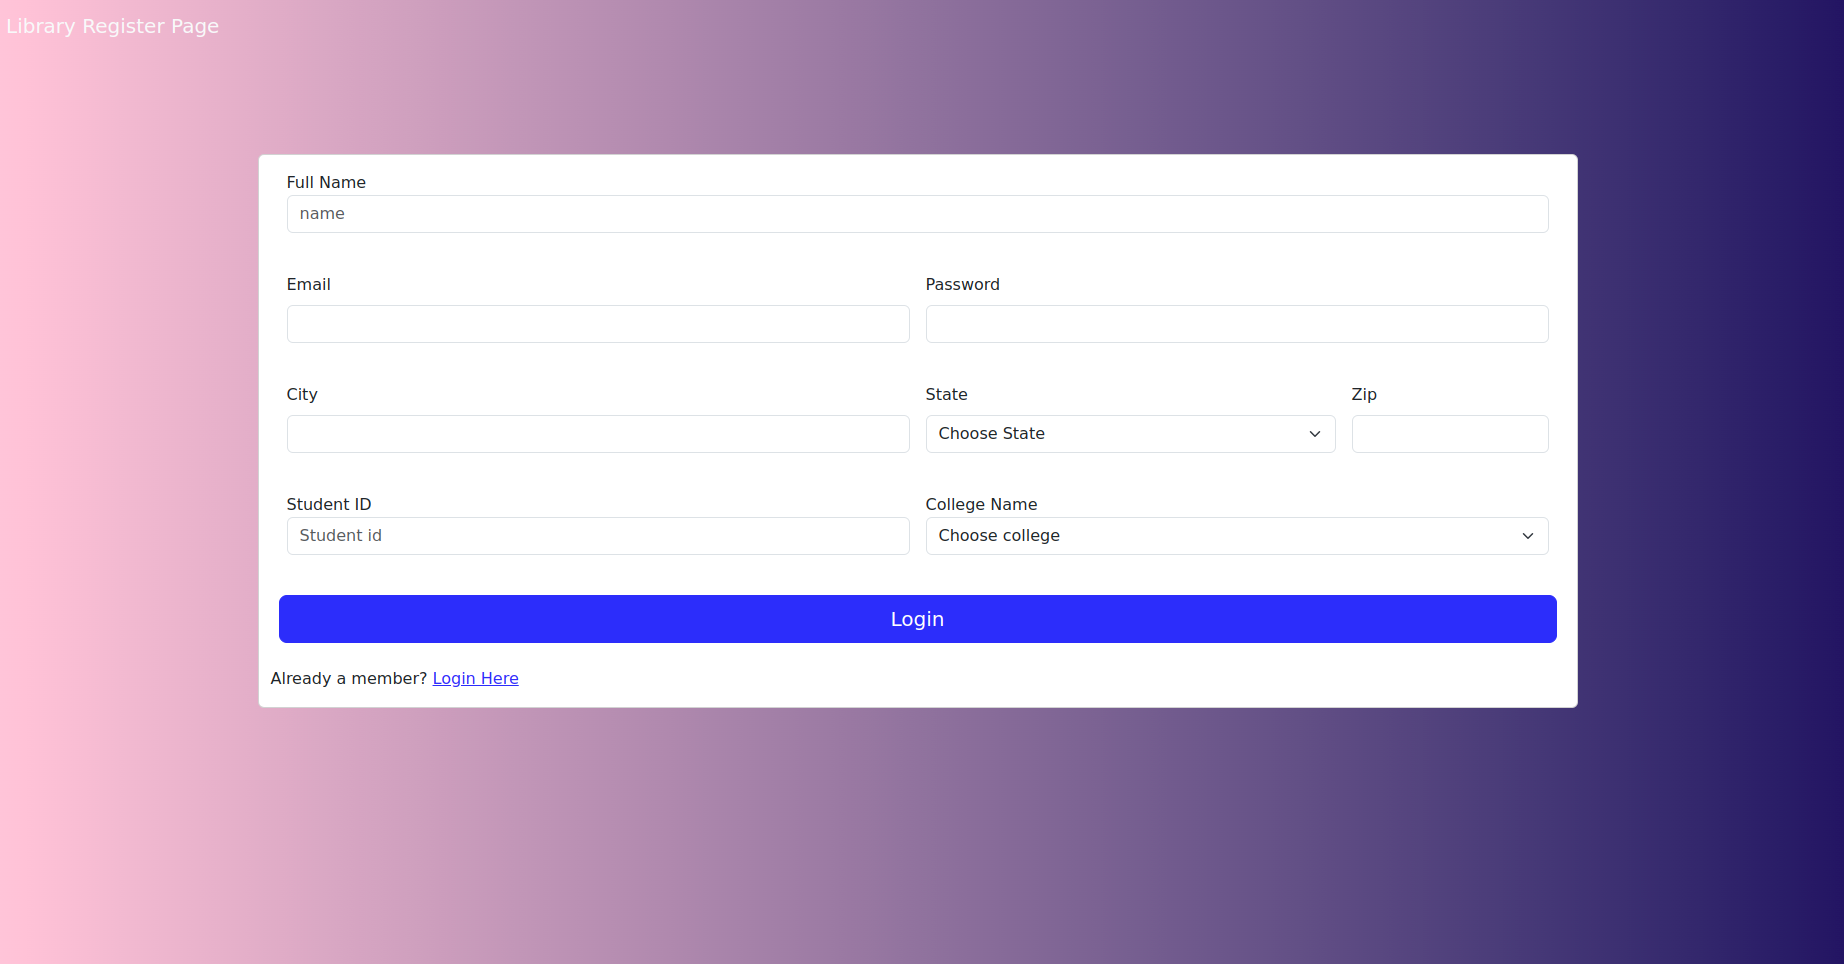 Library Register Page
Full Name
name
Email Password
City State Zip
Choose State
Student ID College Name
Student id Choose college
Login
Already a member? Login Here